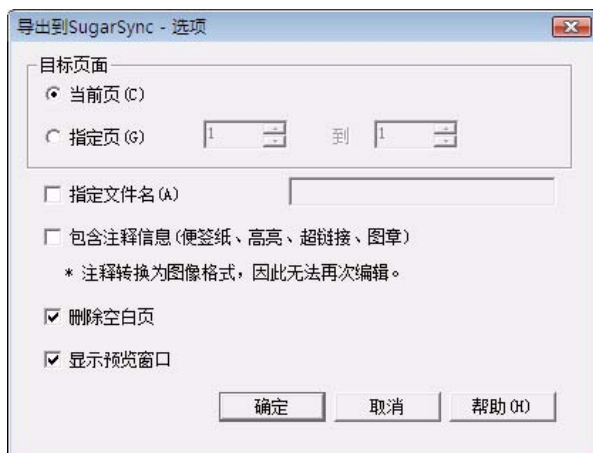 导出到SugarSync - 选项
目标页面
当前页(C)
指定页(G) 1 到 1
指定文件名(A)
包含注释信息(便签纸、高亮、超链接、图章)
* 注释转换为图像格式，因此无法再次编辑。
删除空白页
显示预览窗口
确定 取消 帮助(H)